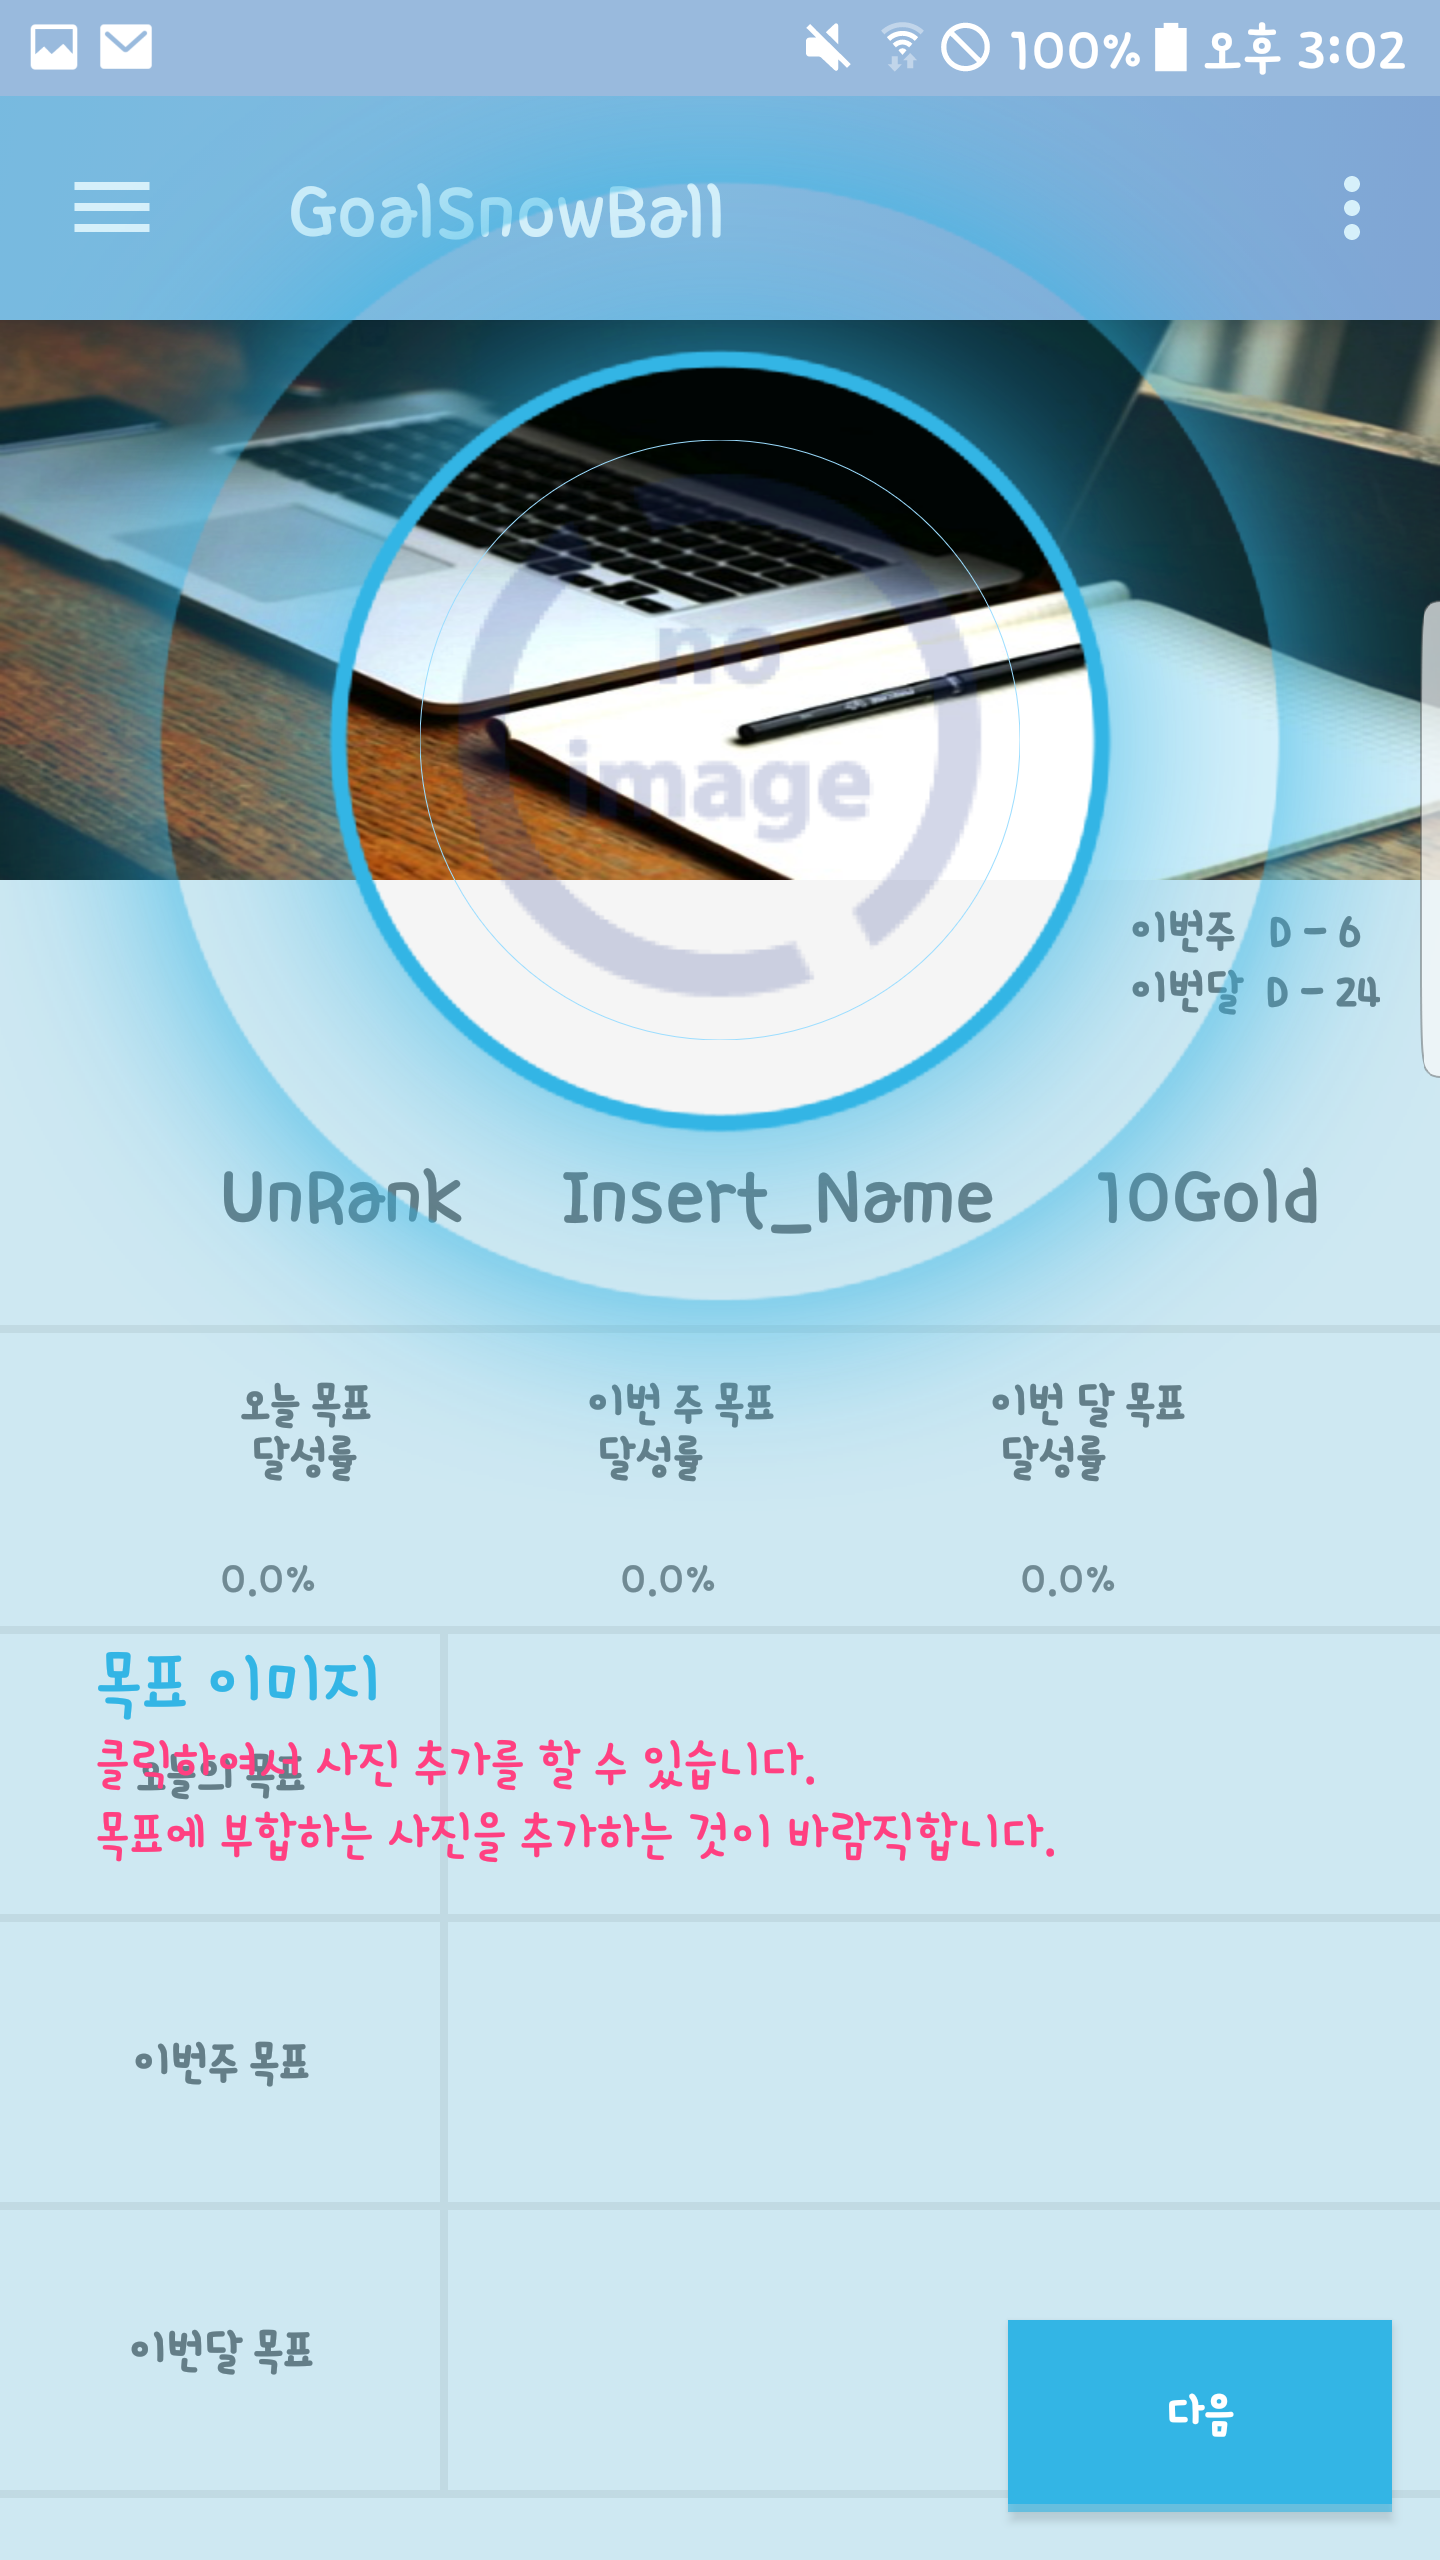 100% 오후 3:02
GoalSnowBall
no
image
이번주 D - 6
이번달 D - 24
UnRank Insert_Name 10Gold
오늘 목표 이번 주 목표 이번 달 목표
달성률 달성률 달성률
0.0% 0.0% 0.0%
목표 이미지
클릭하여서 사진 추가를 할 수 있습니다.
오늘의 목표
목표에 부합하는 사진을 추가하는 것이 바람직합니다.
이번주 목표
이번달 목표
다음